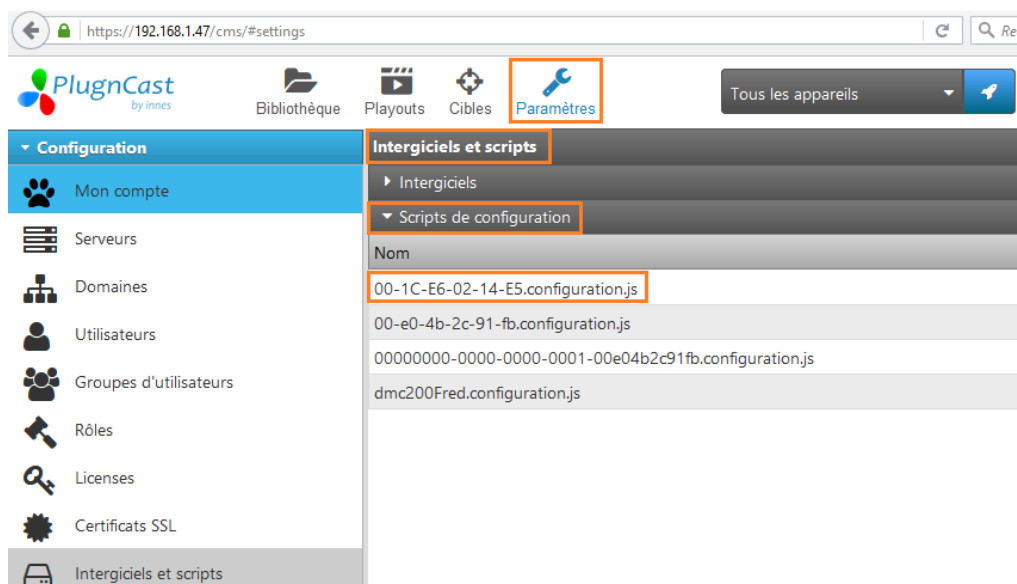 https://192.168.1.47/cms/#settings
Re
PlugnCast
by innes
Bibliothèque
Playouts
Cibles
Paramètres
Tous les appareils
Configuration
Mon compte
Serveurs
Domaines
Utilisateurs
Groupes d'utilisateurs
Rôles
Licenses
Certificats SSL
Intergiciels et scripts
Intergiciels et scripts
Intergiciels
Scripts de configuration
Nom
00-1C-E6-02-14-E5.configuration.js
00-e0-4b-2c-91-fb.configuration.js
00000000-0000-0000-0001-00e04b2c91fb.configuration.js
dmc200Fred.configuration.js